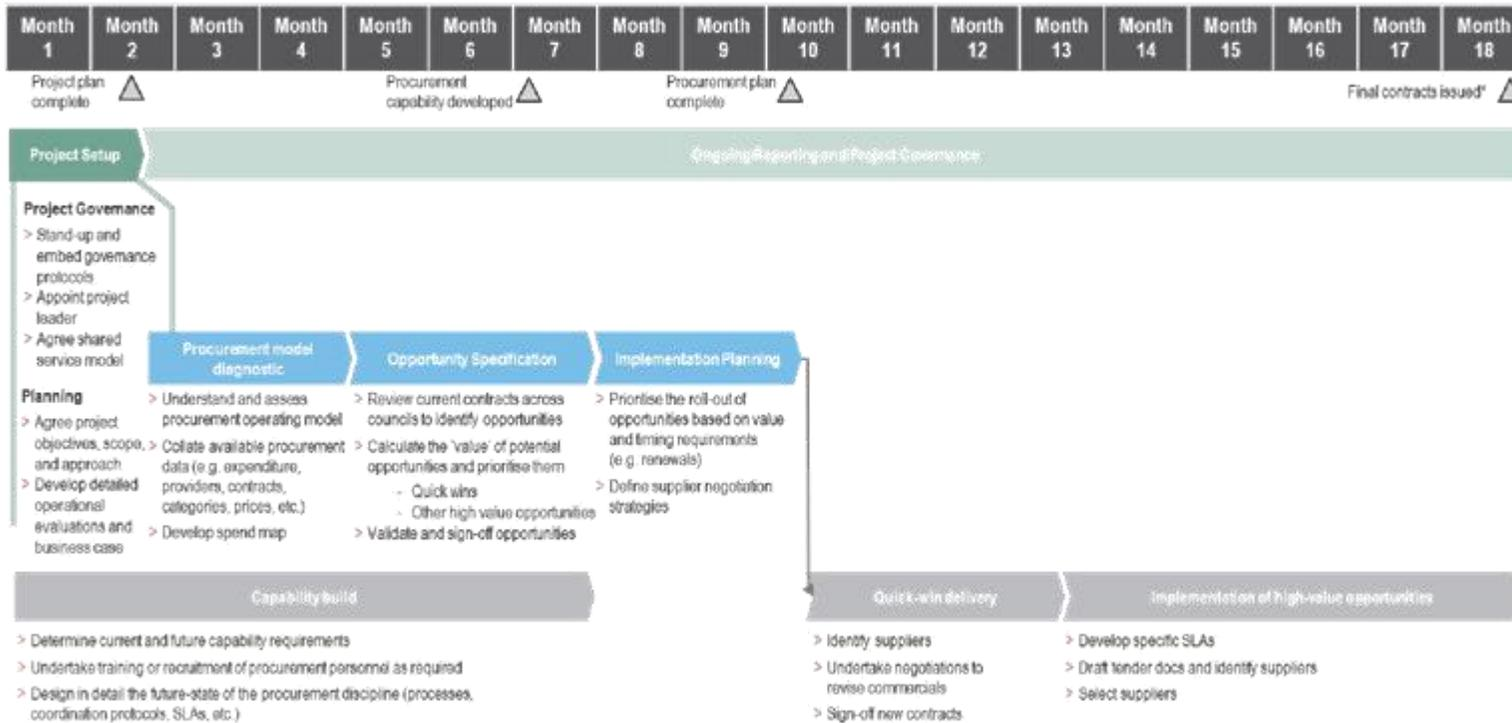 Month 1
Month 2
Month 3
Month 4
Month 5
Month 6
Month 7
Month 8
Month 9
Month 10
Month 11
Month 12
Month 13
Month 14
Month 15
Month 16
Month 17
Month 18
Project plan
complete
Procurement
capability developed
Procurement plan
complete
Final contracts issued*
Project Setup
Ongoing Reporting and Project Governance
Project Governance
> Stand-up and
embed governance
protocols
> Appoint project
leader
> Agree shared
service model
Planning
> Agree project
objectives, scope,
and approach
> Develop detailed
operational
evaluations and
business case
Procurement model
diagnostic
> Understand and assess
procurement operating model
> Collate available procurement
data (e.g. expenditure,
providers, contracts,
categories, prices, etc.)
> Develop spend map
Opportunity Specification
> Review current contracts across
councils to identify opportunities
> Calculate the 'value' of potential
opportunities and prioritise them
- Quick wins
- Other high value opportunities
> Validate and sign-off opportunities
Implementation Planning
> Prioritise the roll-out of
opportunities based on value
and timing requirements
(e.g. renewals)
> Define supplier negotiation
strategies
Capability build
> Determine current and future capability requirements
> Undertake training or recruitment of procurement personnel as required
> Design in detail the future-state of the procurement discipline (processes,
coordination protocols, SLAs, etc.)
Quick-win delivery
> Identify suppliers
> Undertake negotiations to
revise commercials
> Sign-off new contracts
Implementation of high-value opportunities
> Develop specific SLAs
> Draft tender docs and identify suppliers
> Select suppliers